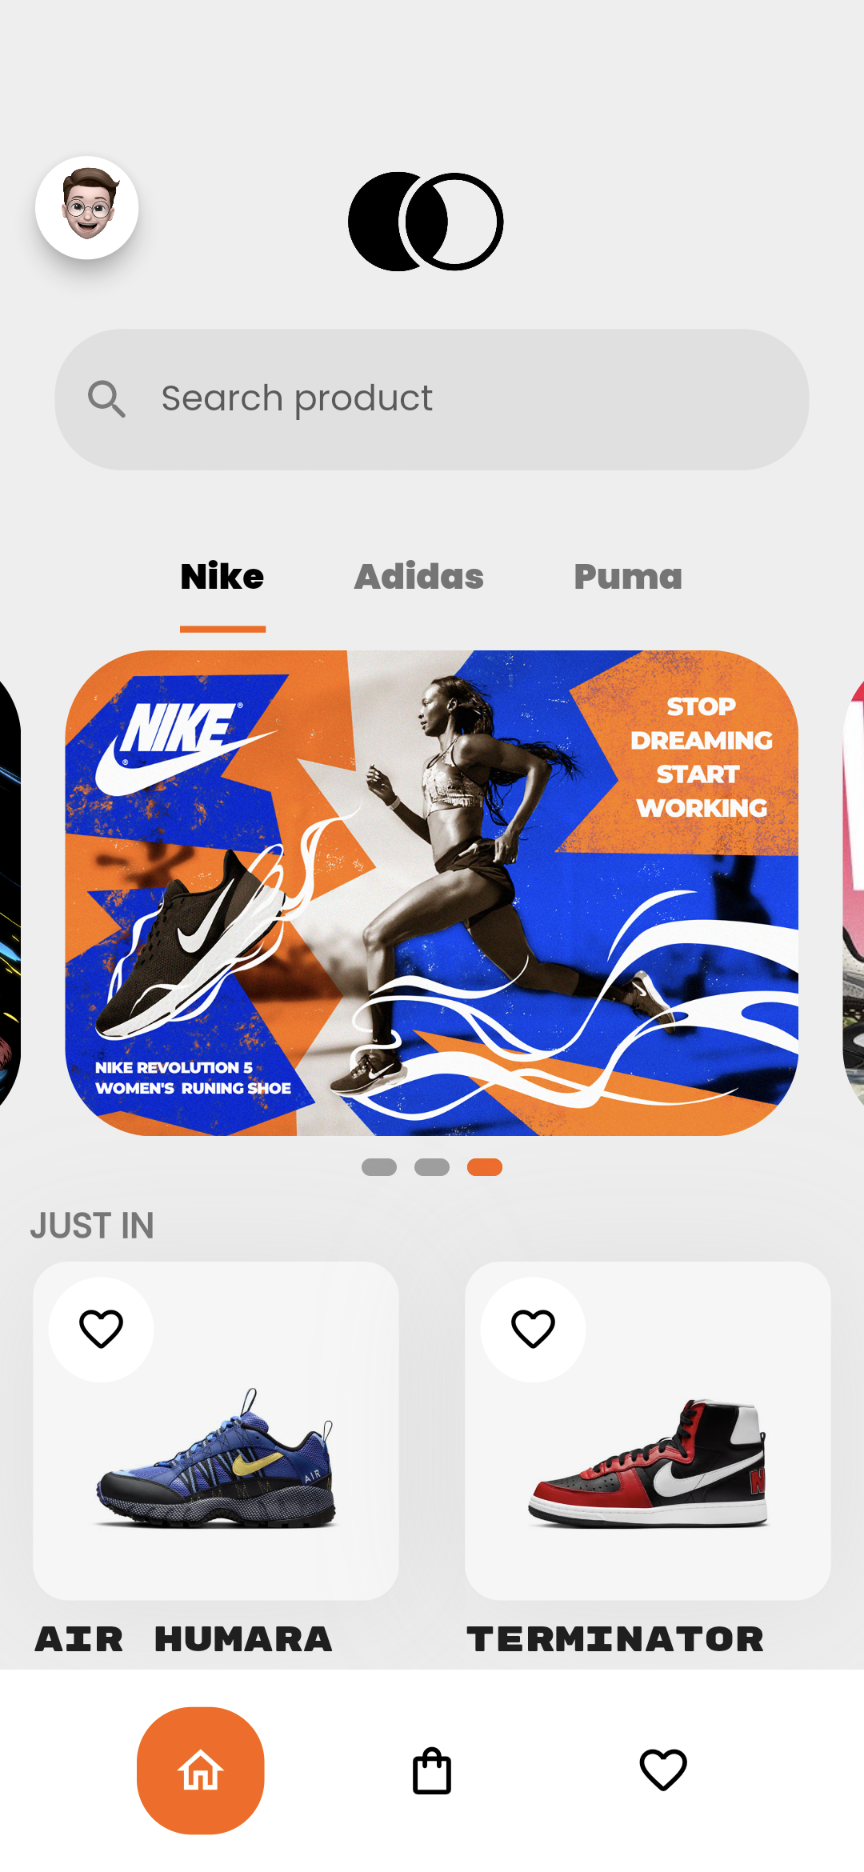 Search product
Nike Adidas Puma
NIKE
STOP
DREAMING
START
WORKING
NIKE REVOLUTION 5
WOMEN'S RUNING SHOE
JUST IN
AIR
AIR HUMARA
TERMINATOR